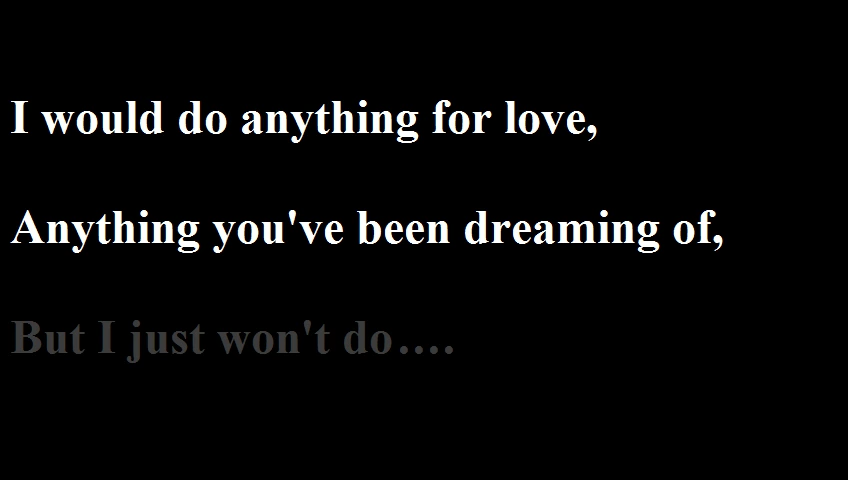 I would do anything for love,
Anything you've been dreaming of,
But I just won't do....